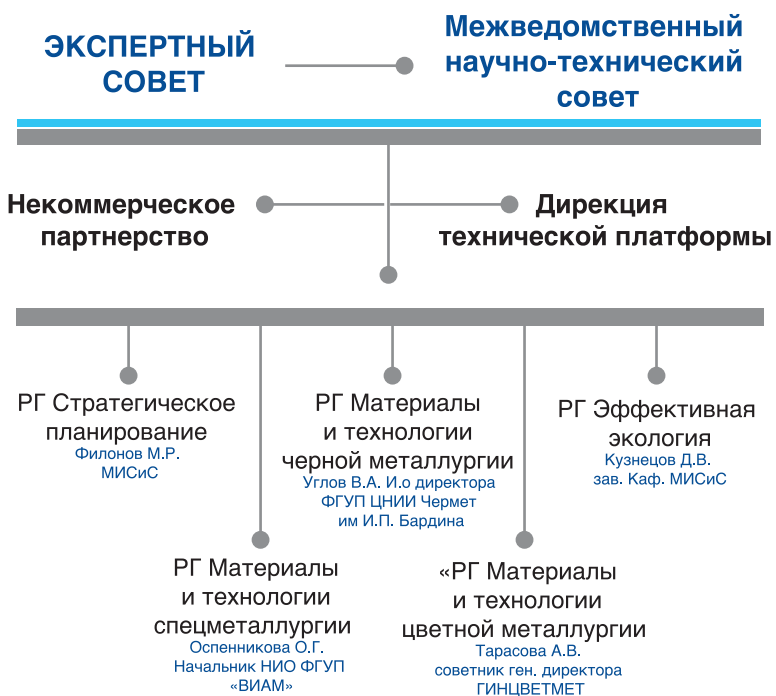 ЭКСПЕРТНЫЙ
СОВЕТ
Межведомственный
научно-технический
совет
Некоммерческое
партнерство
Дирекция
технической платформы
РГ Стратегическое
планирование
Филонов М.Р.
МИСиС
РГ Материалы
и технологии
черной металлургии
Углов В.А. И.о директора
ФГУП ЦНИИ Чермет
им И.П. Бардина
РГ Эффективная
экология
Кузнецов Д.В.
зав. Каф. МИСиС
РГ Материалы
и технологии
спецметаллургии
Оспенникова О.Г.
Начальник НИО ФГУП
«ВИАМ»
«РГ Материалы
и технологии
цветной металлургии
Тарасова А.В.
советник ген. директора
ГИНЦВЕТМЕТ